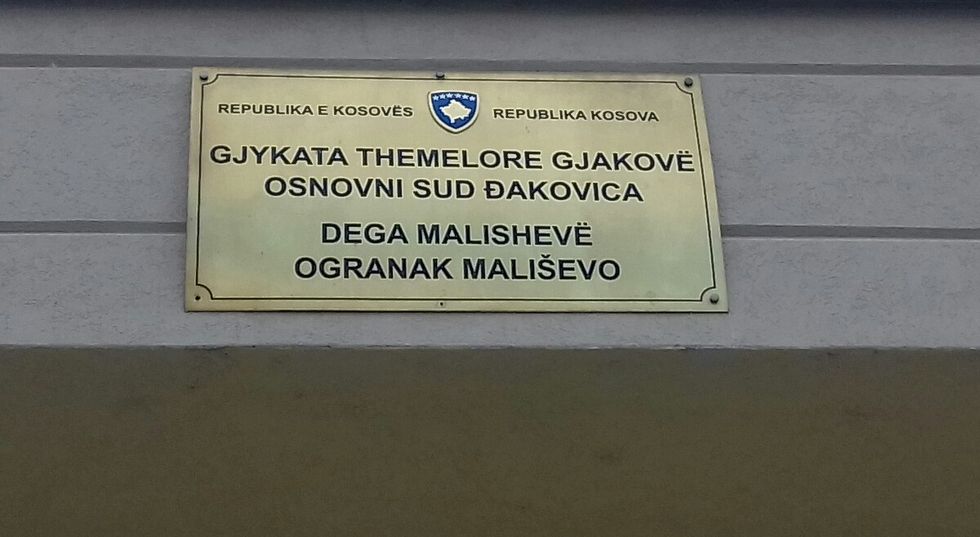 REPUBLIKA E KOSOVËS REPUBLIKA KOSOVA
GJYKATA THEMELORE GJAKOVË
OSNOVNI SUD ĐAKOVICA
DEGA MALISHEVË
OGRANAK MALIŠEVO